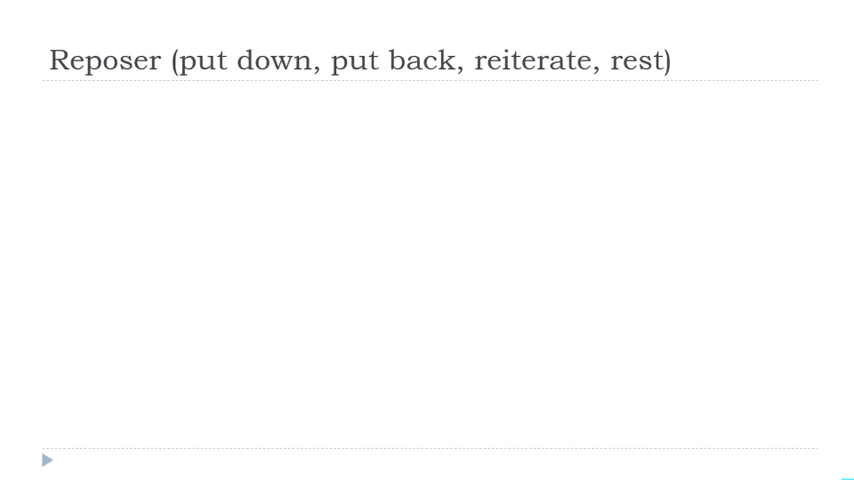 Reposer (put down, put back, reiterate, rest)